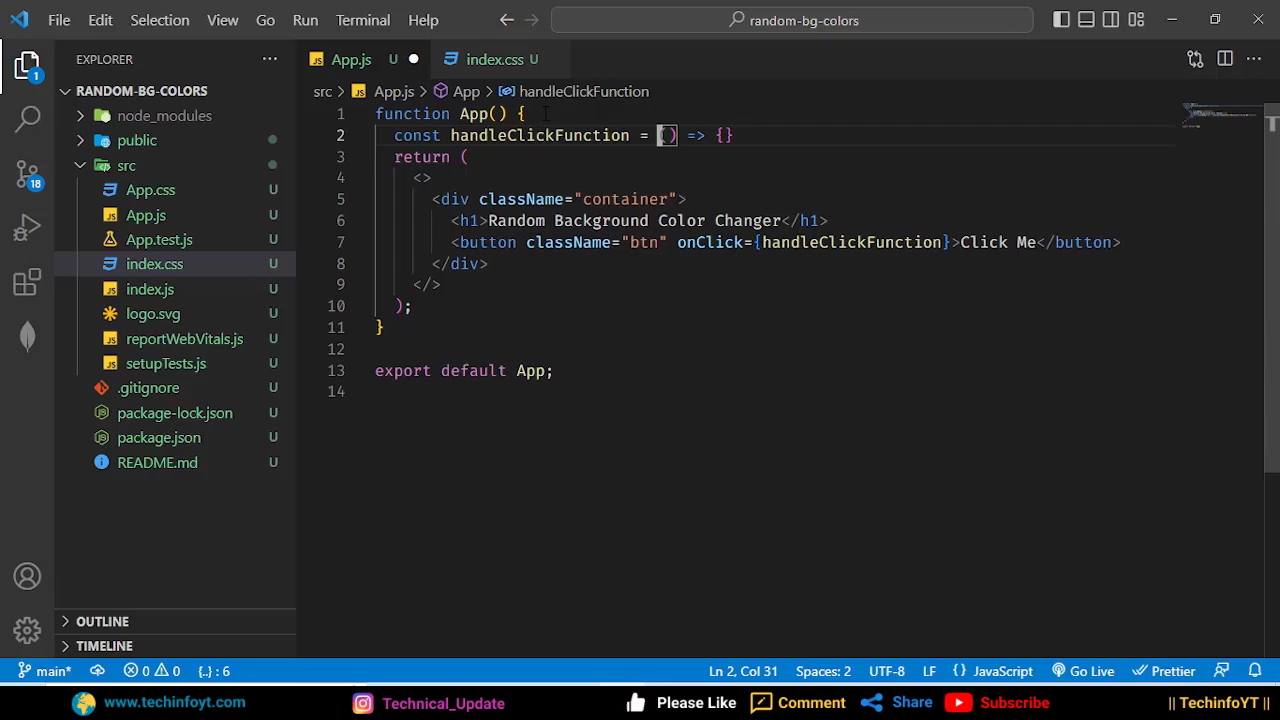 File Edit Selection View Go Run Terminal Help
random-bg-colors
EXPLORER
App.js U
index.css U
RANDOM-BG-COLORS
src App.js App handleClickFunction
node_modules
public
src
App.css U
App.js U
App.test.js U
index.css U
index.js U
logo.svg U
reportWebVitals.js U
setupTests.js U
.gitignore U
package-lock.json U
package.json U
README.md U
OUTLINE
TIMELINE
1
18
1 function App() {
2 const handleClickFunction = () => {}
3 return (
4 <>
5 <div className="container">
6 <h1>Random Background Color Changer</h1>
7 <button className="btn" onClick={handleClickFunction}>Click Me</button>
8 </div>
9 </>
10 );
11 }
12
13 export default App;
14
main* 0 0 {..} : 6 Ln 2, Col 31 Spaces: 2 UTF-8 LF {} JavaScript Go Live Prettier
www.techinfoyt.com Technical_Update Please Like Comment Share Subscribe || TechinfoYT ||